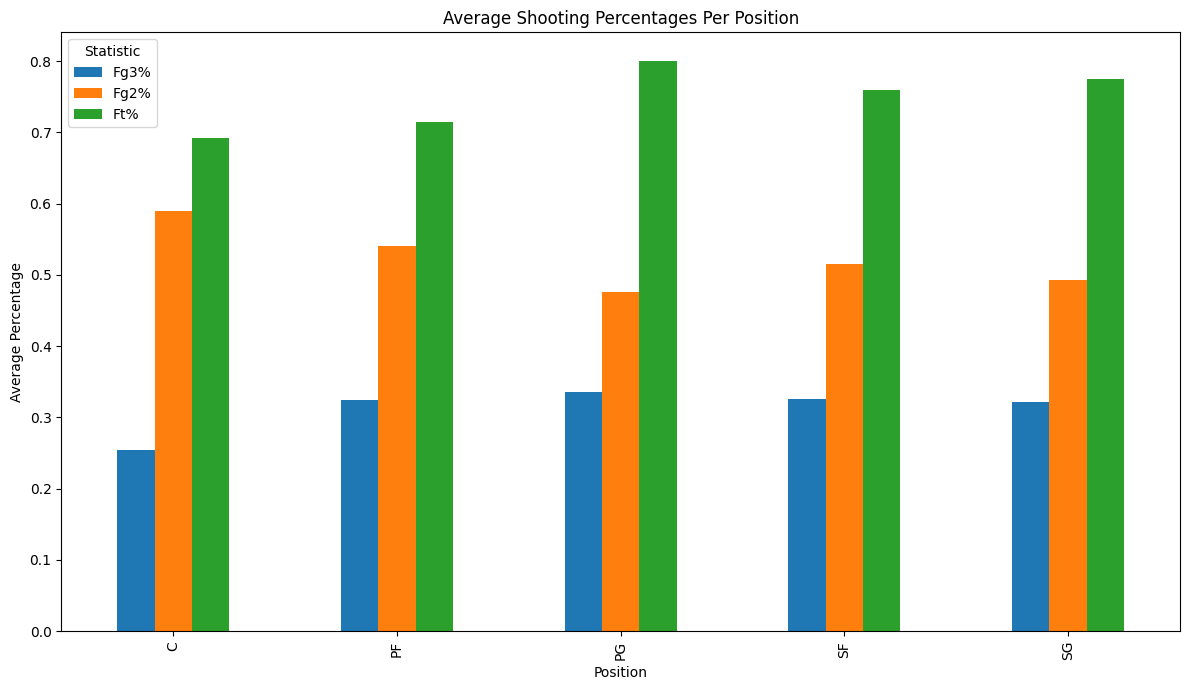 Average Shooting Percentages Per Position
Statistic
Fg3%
Fg2%
Ft%
Average Percentage
0.8
0.7
0.6
0.5
0.4
0.3
0.2
0.1
0.0
C
PF
PG
SF
SG
Position